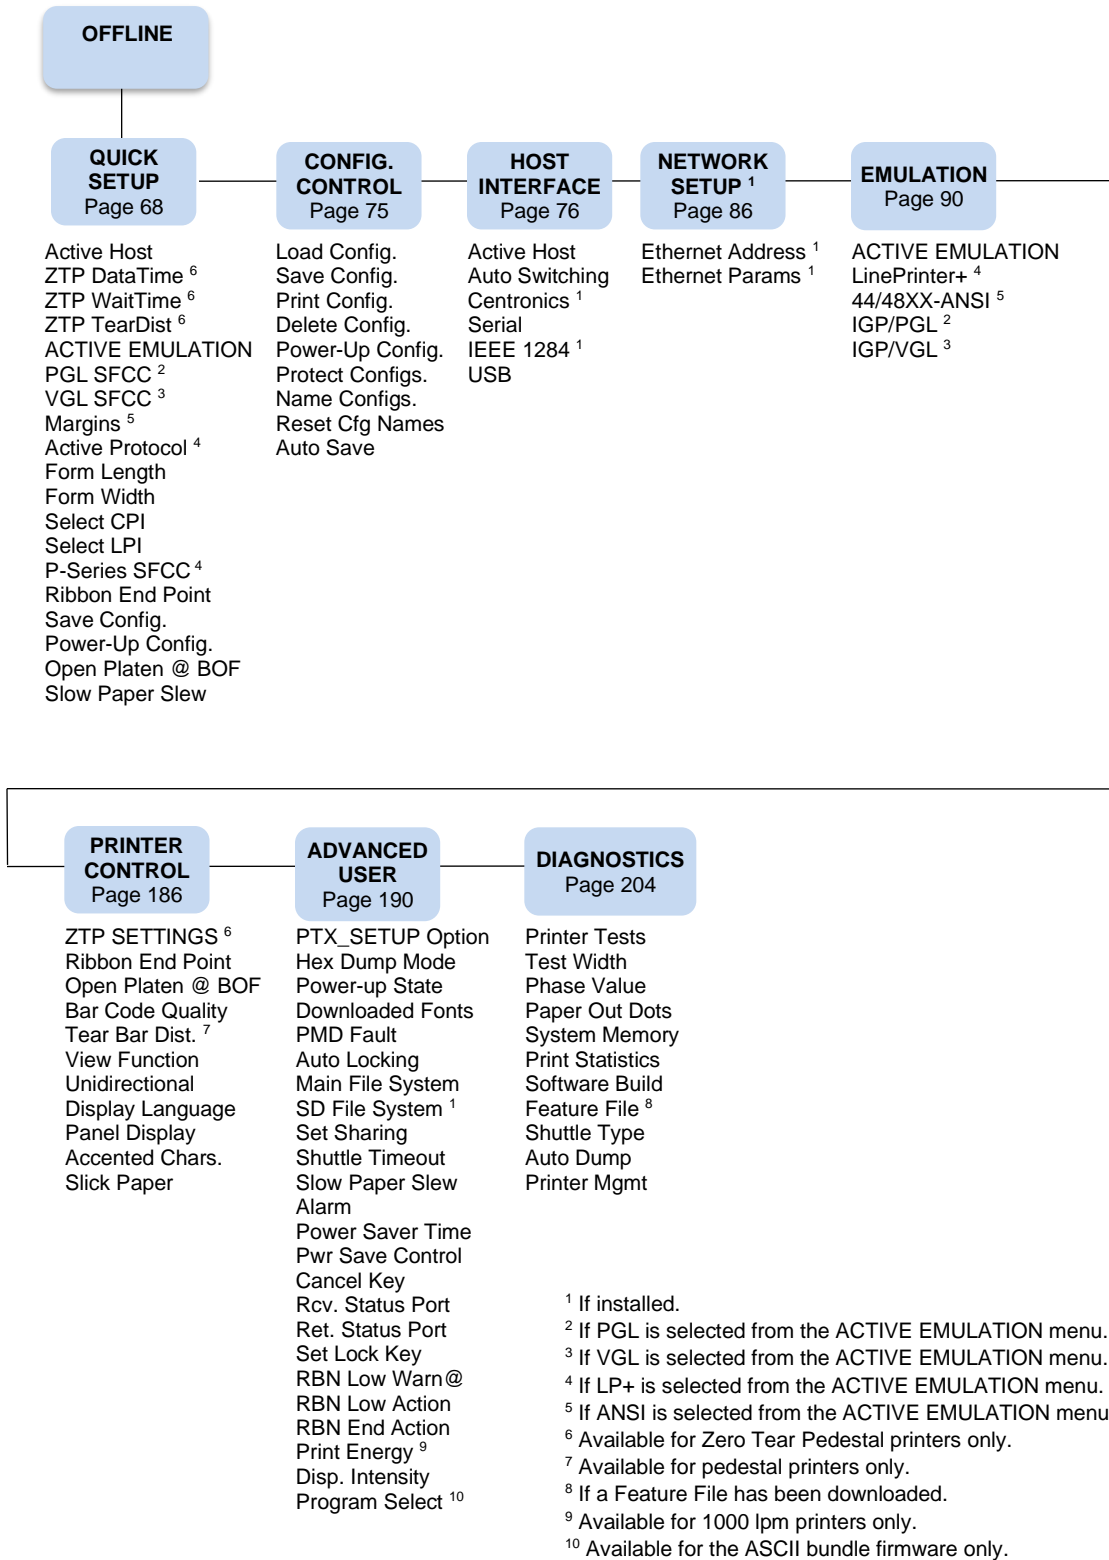 OFFLINE
QUICK
SETUP
Page 68
Active Host
ZTP DataTime 6
ZTP WaitTime 6
ZTP TearDist 6
ACTIVE EMULATION
PGL SFCC 2
VGL SFCC 3
Margins 5
Active Protocol 4
Form Length
Form Width
Select CPI
Select LPI
P-Series SFCC 4
Ribbon End Point
Save Config.
Power-Up Config.
Open Platen @ BOF
Slow Paper Slew
CONFIG.
CONTROL
Page 75
Load Config.
Save Config.
Print Config.
Delete Config.
Power-Up Config.
Protect Configs.
Name Configs.
Reset Cfg Names
Auto Save
HOST
INTERFACE
Page 76
Active Host
Auto Switching
Centronics 1
Serial
IEEE 1284 1
USB
NETWORK
SETUP 1
Page 86
Ethernet Address 1
Ethernet Params 1
EMULATION
Page 90
ACTIVE EMULATION
LinePrinter+ 4
44/48XX-ANSI 5
IGP/PGL 2
IGP/VGL 3
PRINTER
CONTROL
Page 186
ZTP SETTINGS 6
Ribbon End Point
Open Platen @ BOF
Bar Code Quality
Tear Bar Dist. 7
View Function
Unidirectional
Display Language
Panel Display
Accented Chars.
Slick Paper
ADVANCED
USER
Page 190
PTX_SETUP Option
Hex Dump Mode
Power-up State
Downloaded Fonts
PMD Fault
Auto Locking
Main File System
SD File System 1
Set Sharing
Shuttle Timeout
Slow Paper Slew
Alarm
Power Saver Time
Pwr Save Control
Cancel Key
Rcv. Status Port
Ret. Status Port
Set Lock Key
RBN Low Warn@
RBN Low Action
RBN End Action
Print Energy 9
Disp. Intensity
Program Select 10
DIAGNOSTICS
Page 204
Printer Tests
Test Width
Phase Value
Paper Out Dots
System Memory
Print Statistics
Software Build
Feature File 8
Shuttle Type
Auto Dump
Printer Mgmt
1 If installed.
2 If PGL is selected from the ACTIVE EMULATION menu.
3 If VGL is selected from the ACTIVE EMULATION menu.
4 If LP+ is selected from the ACTIVE EMULATION menu.
5 If ANSI is selected from the ACTIVE EMULATION menu
6 Available for Zero Tear Pedestal printers only.
7 Available for pedestal printers only.
8 If a Feature File has been downloaded.
9 Available for 1000 lpm printers only.
10 Available for the ASCII bundle firmware only.